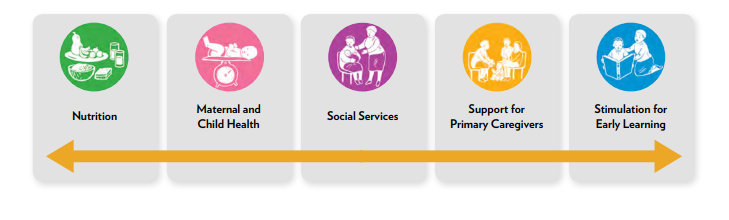 Nutrition
Maternal and
Child Health
Social Services
Support for
Primary Caregivers
Stimulation for
Early Learning